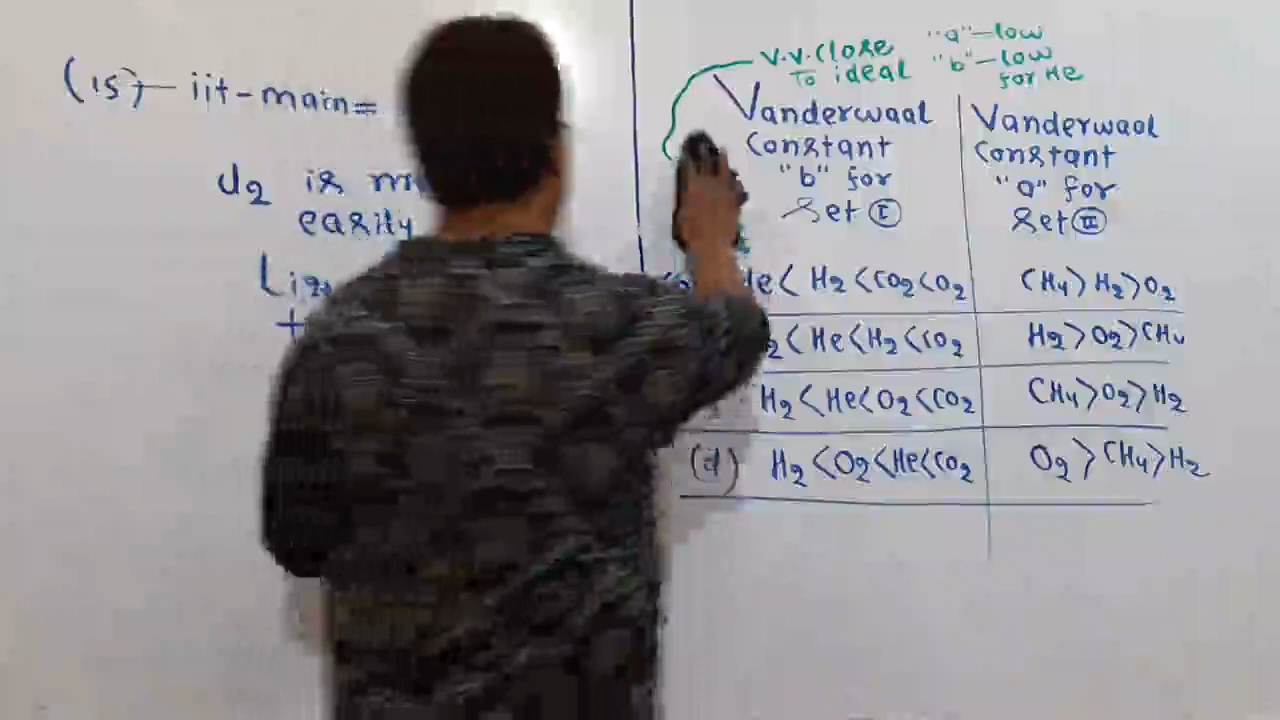 (15) - iit-main=
is
easily
V.V.Close "a"-low
To ideal "b"-low
for He
Vanderwaal
Constant
"b" for
Set (I)
Vanderwaal
Constant
"a" for
Set (II)
He< H2 <CO2<O2 CH4>H2>O2
<He<H2<CO2 H2>O2>CH4
H2<He<O2<CO2 CH4>O2>H2
(d) H2<O2<He<CO2 O2>CH4>H2